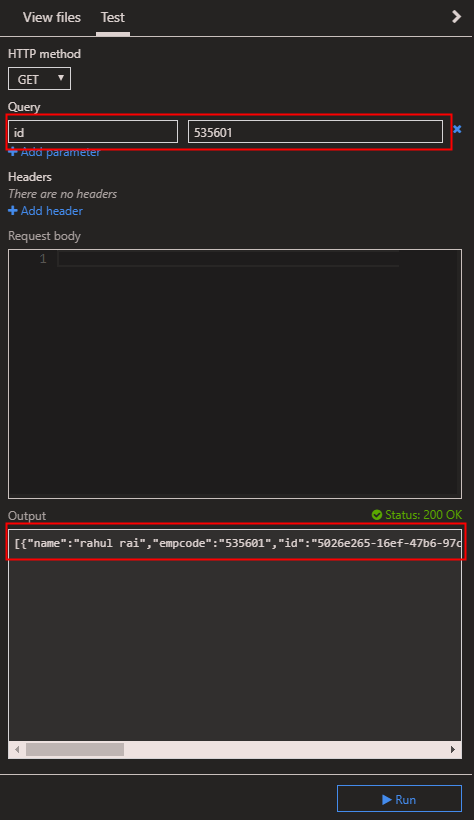 View files Test
HTTP method
GET
Query
id 535601
+ Add parameter
Headers
There are no headers
+ Add header
Request body
1
Output Status: 200 OK
[{"name":"rahul rai","empcode":"535601","id":"5026e265-16ef-47b6-97c
Run